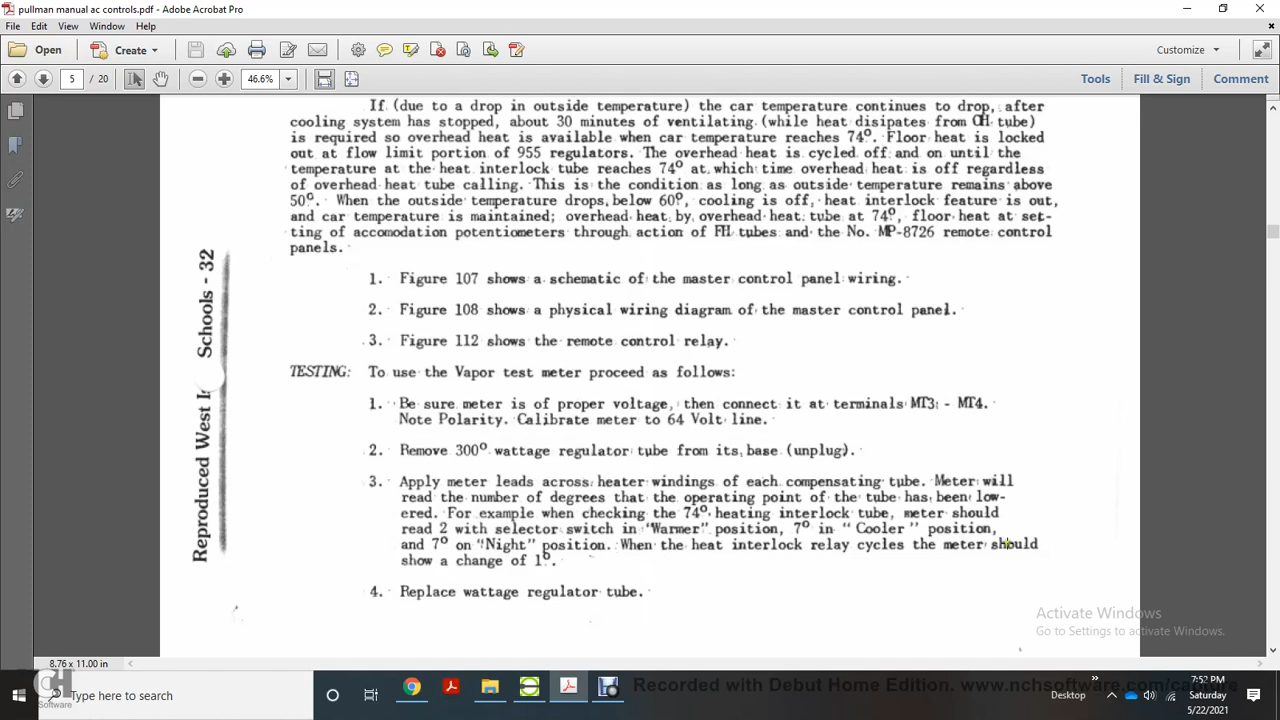 pullman manual ac controls.pdf - Adobe Acrobat Pro
File Edit View Window Help
Open Create Customize
5 / 20 46.6% Tools Fill & Sign Comment
If (due to a drop in outside temperature) the car temperature continues to drop, after
cooling system has stopped, about 30 minutes of ventilating (while heat disipates from OH tube)
is required so overhead heat is available when car temperature reaches 74°. Floor heat is locked
out at flow limit portion of 955 regulators. The overhead heat is cycled off and on until the
temperature at the heat interlock tube reaches 74° at which time overhead heat is off regardless
of overhead heat tube calling. This is the condition as long as outside temperature remains above
50°. When the outside temperature drops below 60°, cooling is off, heat interlock feature is out,
and car temperature is maintained; overhead heat by overhead heat tube at 74°, floor heat at set-
ting of accomodation potentiometers through action of FH tubes and the No. MP-8726 remote control
panels.
1. Figure 107 shows a schematic of the master control panel wiring.
2. Figure 108 shows a physical wiring diagram of the master control panel.
3. Figure 112 shows the remote control relay.
TESTING: To use the Vapor test meter proceed as follows:
1. Be sure meter is of proper voltage, then connect it at terminals MT3 - MT4.
Note Polarity. Calibrate meter to 64 Volt line.
2. Remove 300° wattage regulator tube from its base (unplug).
3. Apply meter leads across heater windings of each compensating tube. Meter will
read the number of degrees that the operating point of the tube has been low-
ered. For example when checking the 74° heating interlock tube, meter should
read 2 with selector switch in "Warmer" position, 7° in "Cooler" position,
and 7° on "Night" position. When the heat interlock relay cycles the meter should
show a change of 1°.
4. Replace wattage regulator tube.
Reproduced West Schools - 32
Activate Windows
Go to Settings to activate Windows.
8.76 x 11.00 in
CH
Software
Type here to search
Recorded with Debut Home Edition. www.nchsoftware.com/capture
Desktop
7:52 PM
Saturday
5/22/2021